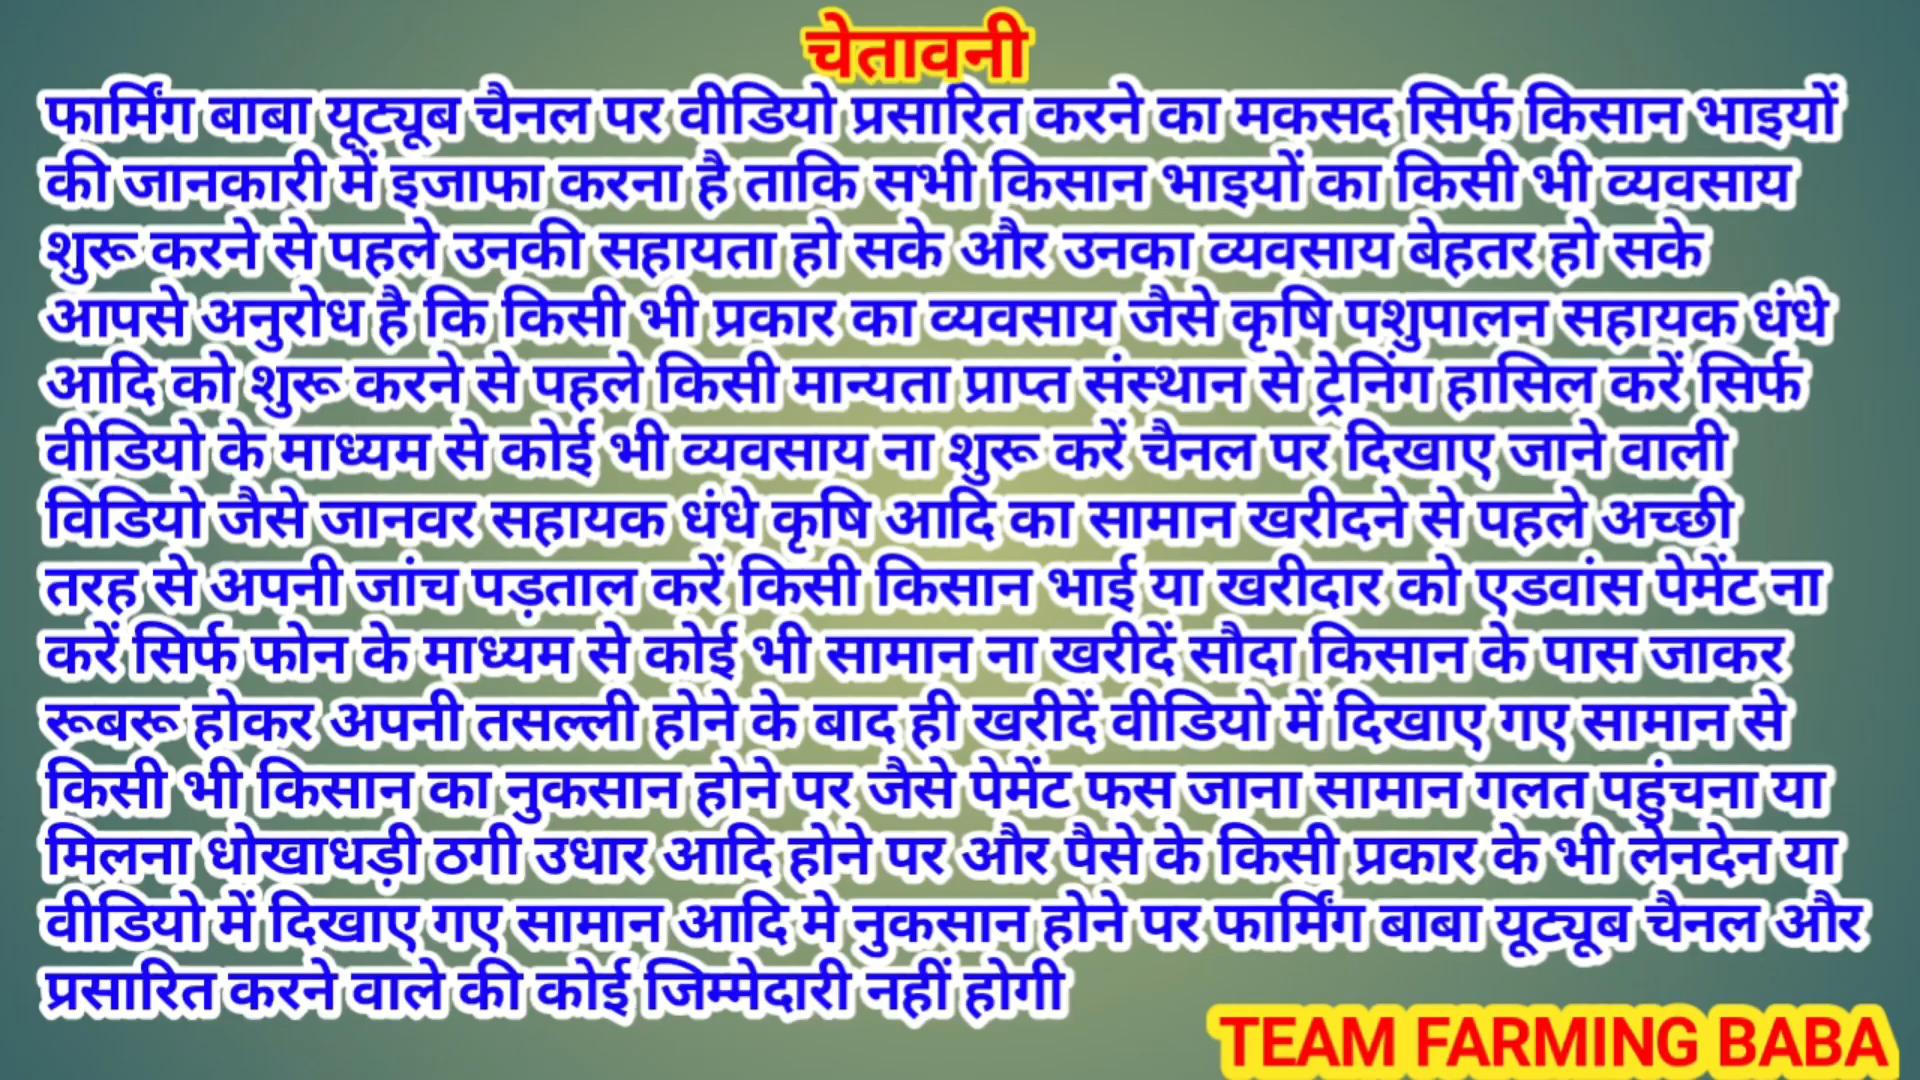 चेतावनी
फार्मिंग बाबा यूट्यूब चैनल पर वीडियो प्रसारित करने का मकसद सिर्फ किसान भाइयों
की जानकारी में इजाफा करना है ताकि सभी किसान भाइयों का किसी भी व्यवसाय
शुरू करने से पहले उनकी सहायता हो सके और उनका व्यवसाय बेहतर हो सके
आपसे अनुरोध है कि किसी भी प्रकार का व्यवसाय जैसे कृषि पशुपालन सहायक धंधे
आदि को शुरू करने से पहले किसी मान्यता प्राप्त संस्थान से ट्रेनिंग हासिल करें सिर्फ
वीडियो के माध्यम से कोई भी व्यवसाय ना शुरू करें चैनल पर दिखाए जाने वाली
विडियो जैसे जानवर सहायक धंधे कृषि आदि का सामान खरीदने से पहले अच्छी
तरह से अपनी जांच पड़ताल करें किसी किसान भाई या खरीदार को एडवांस पेमेंट ना
करें सिर्फ फोन के माध्यम से कोई भी सामान ना खरीदें सौदा किसान के पास जाकर
रूबरू होकर अपनी तसल्ली होने के बाद ही खरीदें वीडियो में दिखाए गए सामान से
किसी भी किसान का नुकसान होने पर जैसे पेमेंट फस जाना सामान गलत पहुंचना या
मिलना धोखाधड़ी ठगी उधार आदि होने पर और पैसे के किसी प्रकार के भी लेनदेन या
वीडियो में दिखाए गए सामान आदि मे नुकसान होने पर फार्मिंग बाबा यूट्यूब चैनल और
प्रसारित करने वाले की कोई जिम्मेदारी नहीं होगी
TEAM FARMING BABA